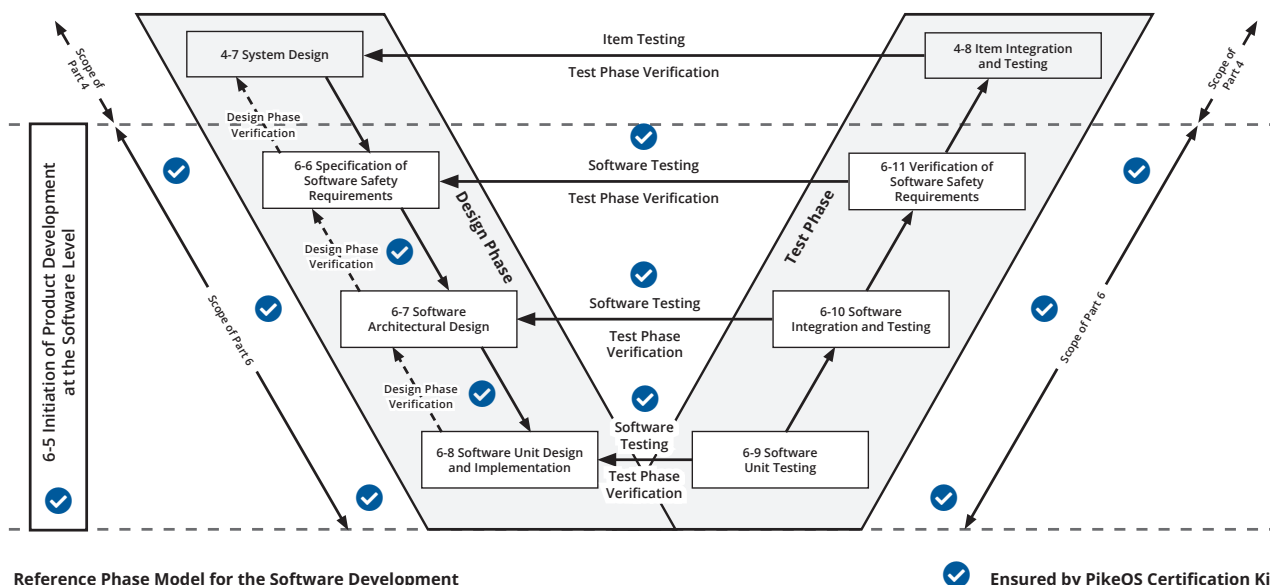 Item Testing
4-7 System Design
4-8 Item Integration
and Testing
Test Phase Verification
Scope of
Part 4
Scope of
Part 4
Design Phase
Verification
6-5 Initiation of Product Development
at the Software Level
6-6 Specification of
Software Safety
Requirements
Software Testing
Test Phase Verification
6-11 Verification of
Software Safety
Requirements
Design Phase
Test Phase
Design Phase
Verification
Scope of Part 6
Scope of Part 6
6-7 Software
Architectural Design
Software Testing
Test Phase
Verification
6-10 Software
Integration and Testing
Design Phase
Verification
6-8 Software Unit Design
and Implementation
Software
Testing
Test Phase
Verification
6-9 Software
Unit Testing
Reference Phase Model for the Software Development
Ensured by PikeOS Certification Ki